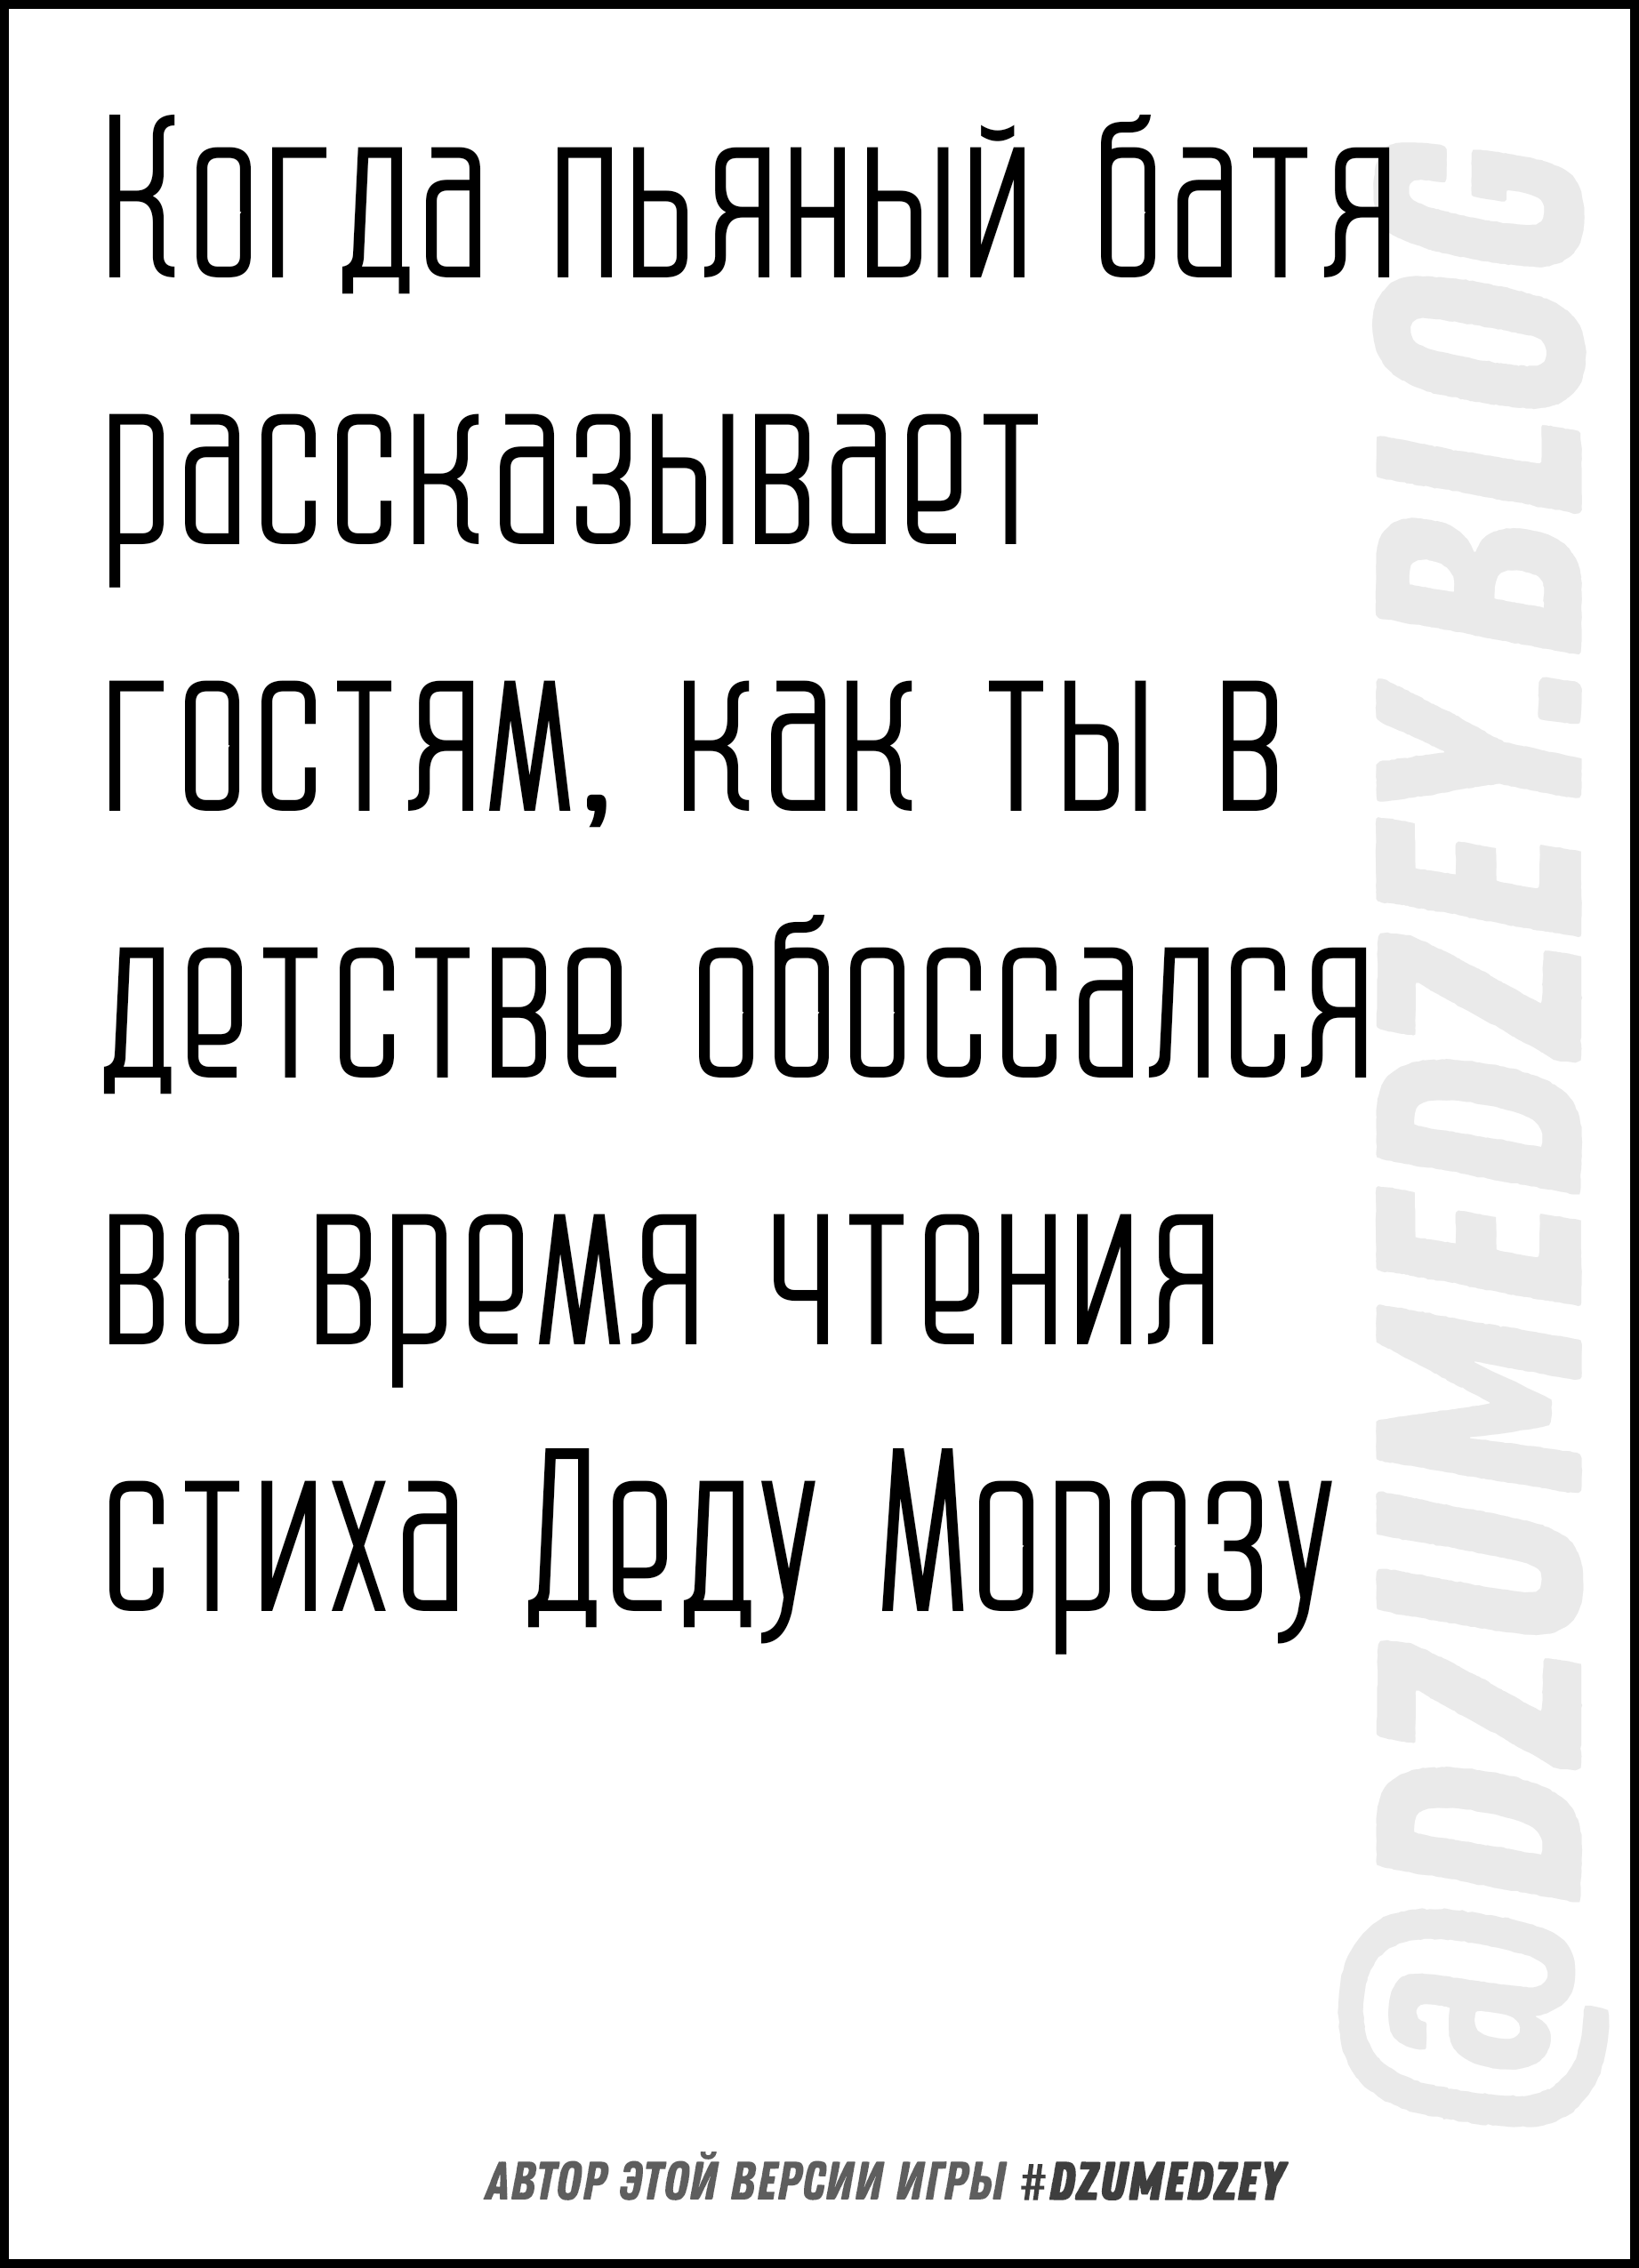 Когда пьяный батя
рассказывает
гостям, как ты в
детстве обоссался
во время чтения
стиха Деду Морозу
@DZUMEDZEY.BLOG
АВТОР ЭТОЙ ВЕРСИИ ИГРЫ #DZUMEDZEY